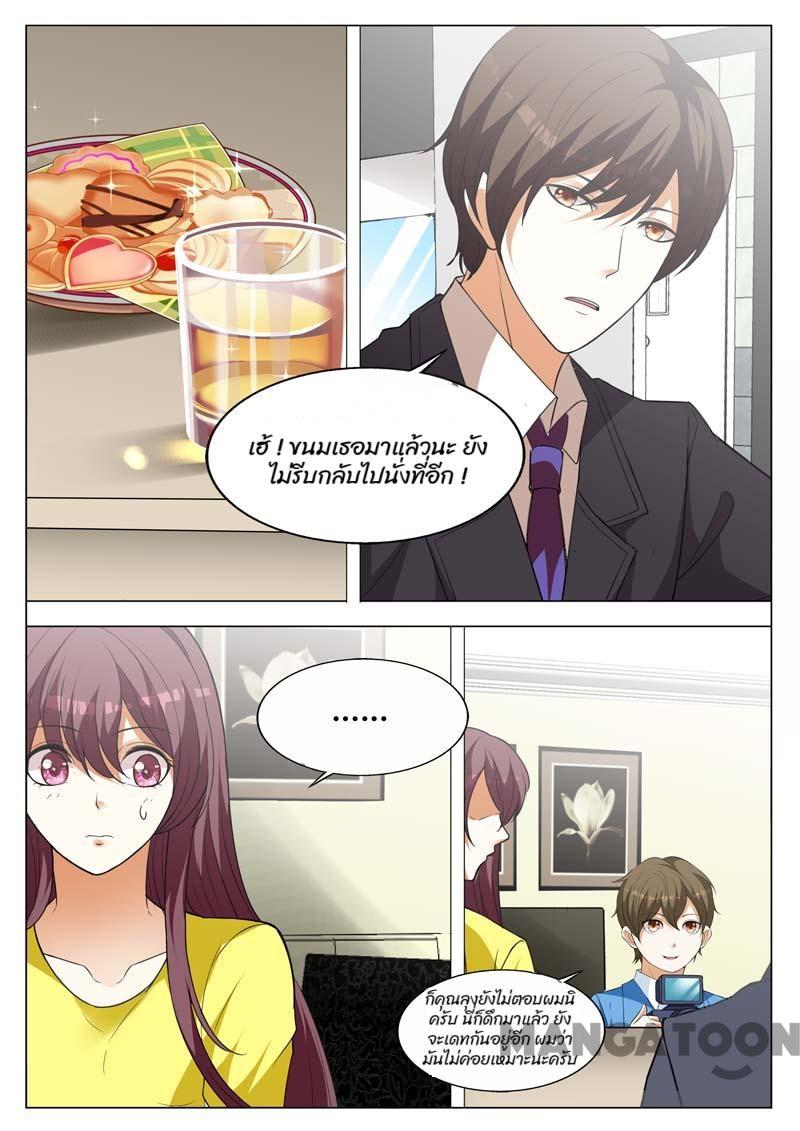 เฮ้ ! ขนมเธอมาแล้วนะ ยัง
ไม่รีบกลับไปนั่งที่อีก !
......
ก็คุณลุงยังไม่ตอบผมนิ
ครับ นี่ก็ดึกมาแล้ว ยัง
จะเดทกันอยู่อีก ผมว่า
มันไม่ค่อยเหมาะนะครับ
MANGATOON